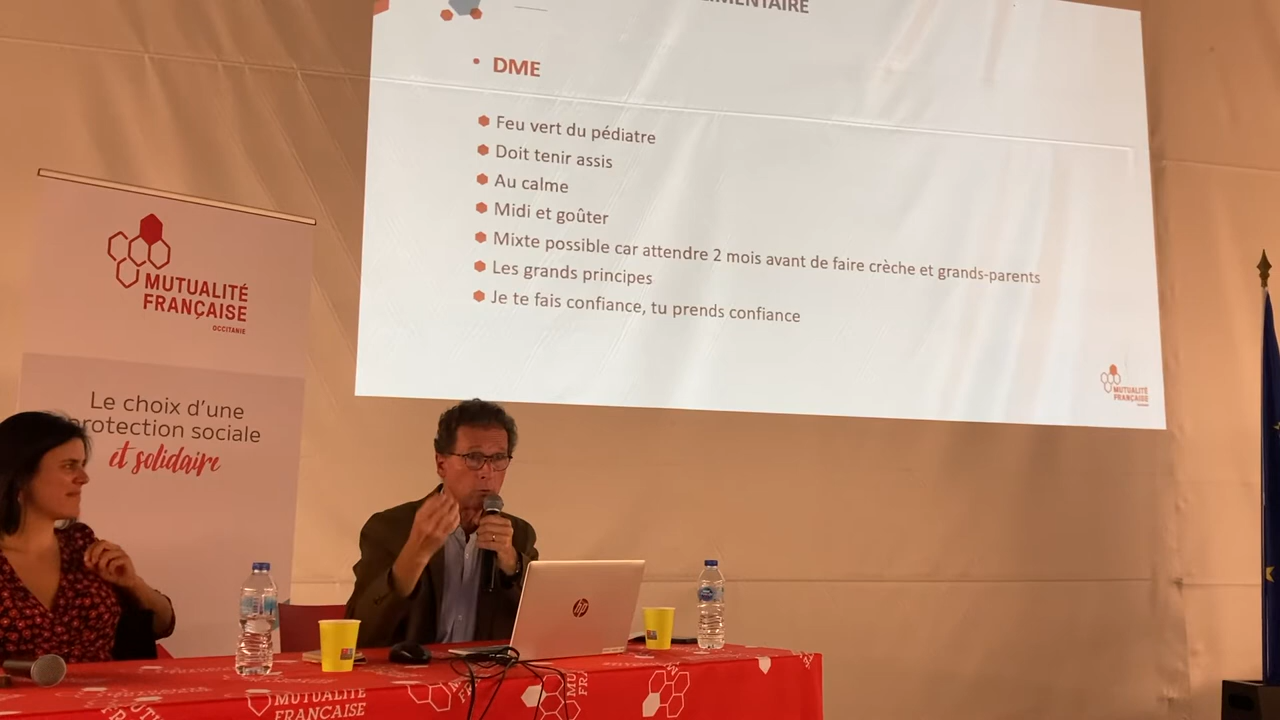 DME
Feu vert du pédiatre
Doit tenir assis
Au calme
Midi et goûter
Mixte possible car attendre 2 mois avant de faire crèche et grands-parents
Les grands principes
Je te fais confiance, tu prends confiance
MUTUALITÉ
FRANÇAISE
MUTUALITÉ
FRANÇAISE
OCCITANIE
Le choix d'une
protection sociale
et solidaire
hp
MUTUALITÉ
FRANÇAISE